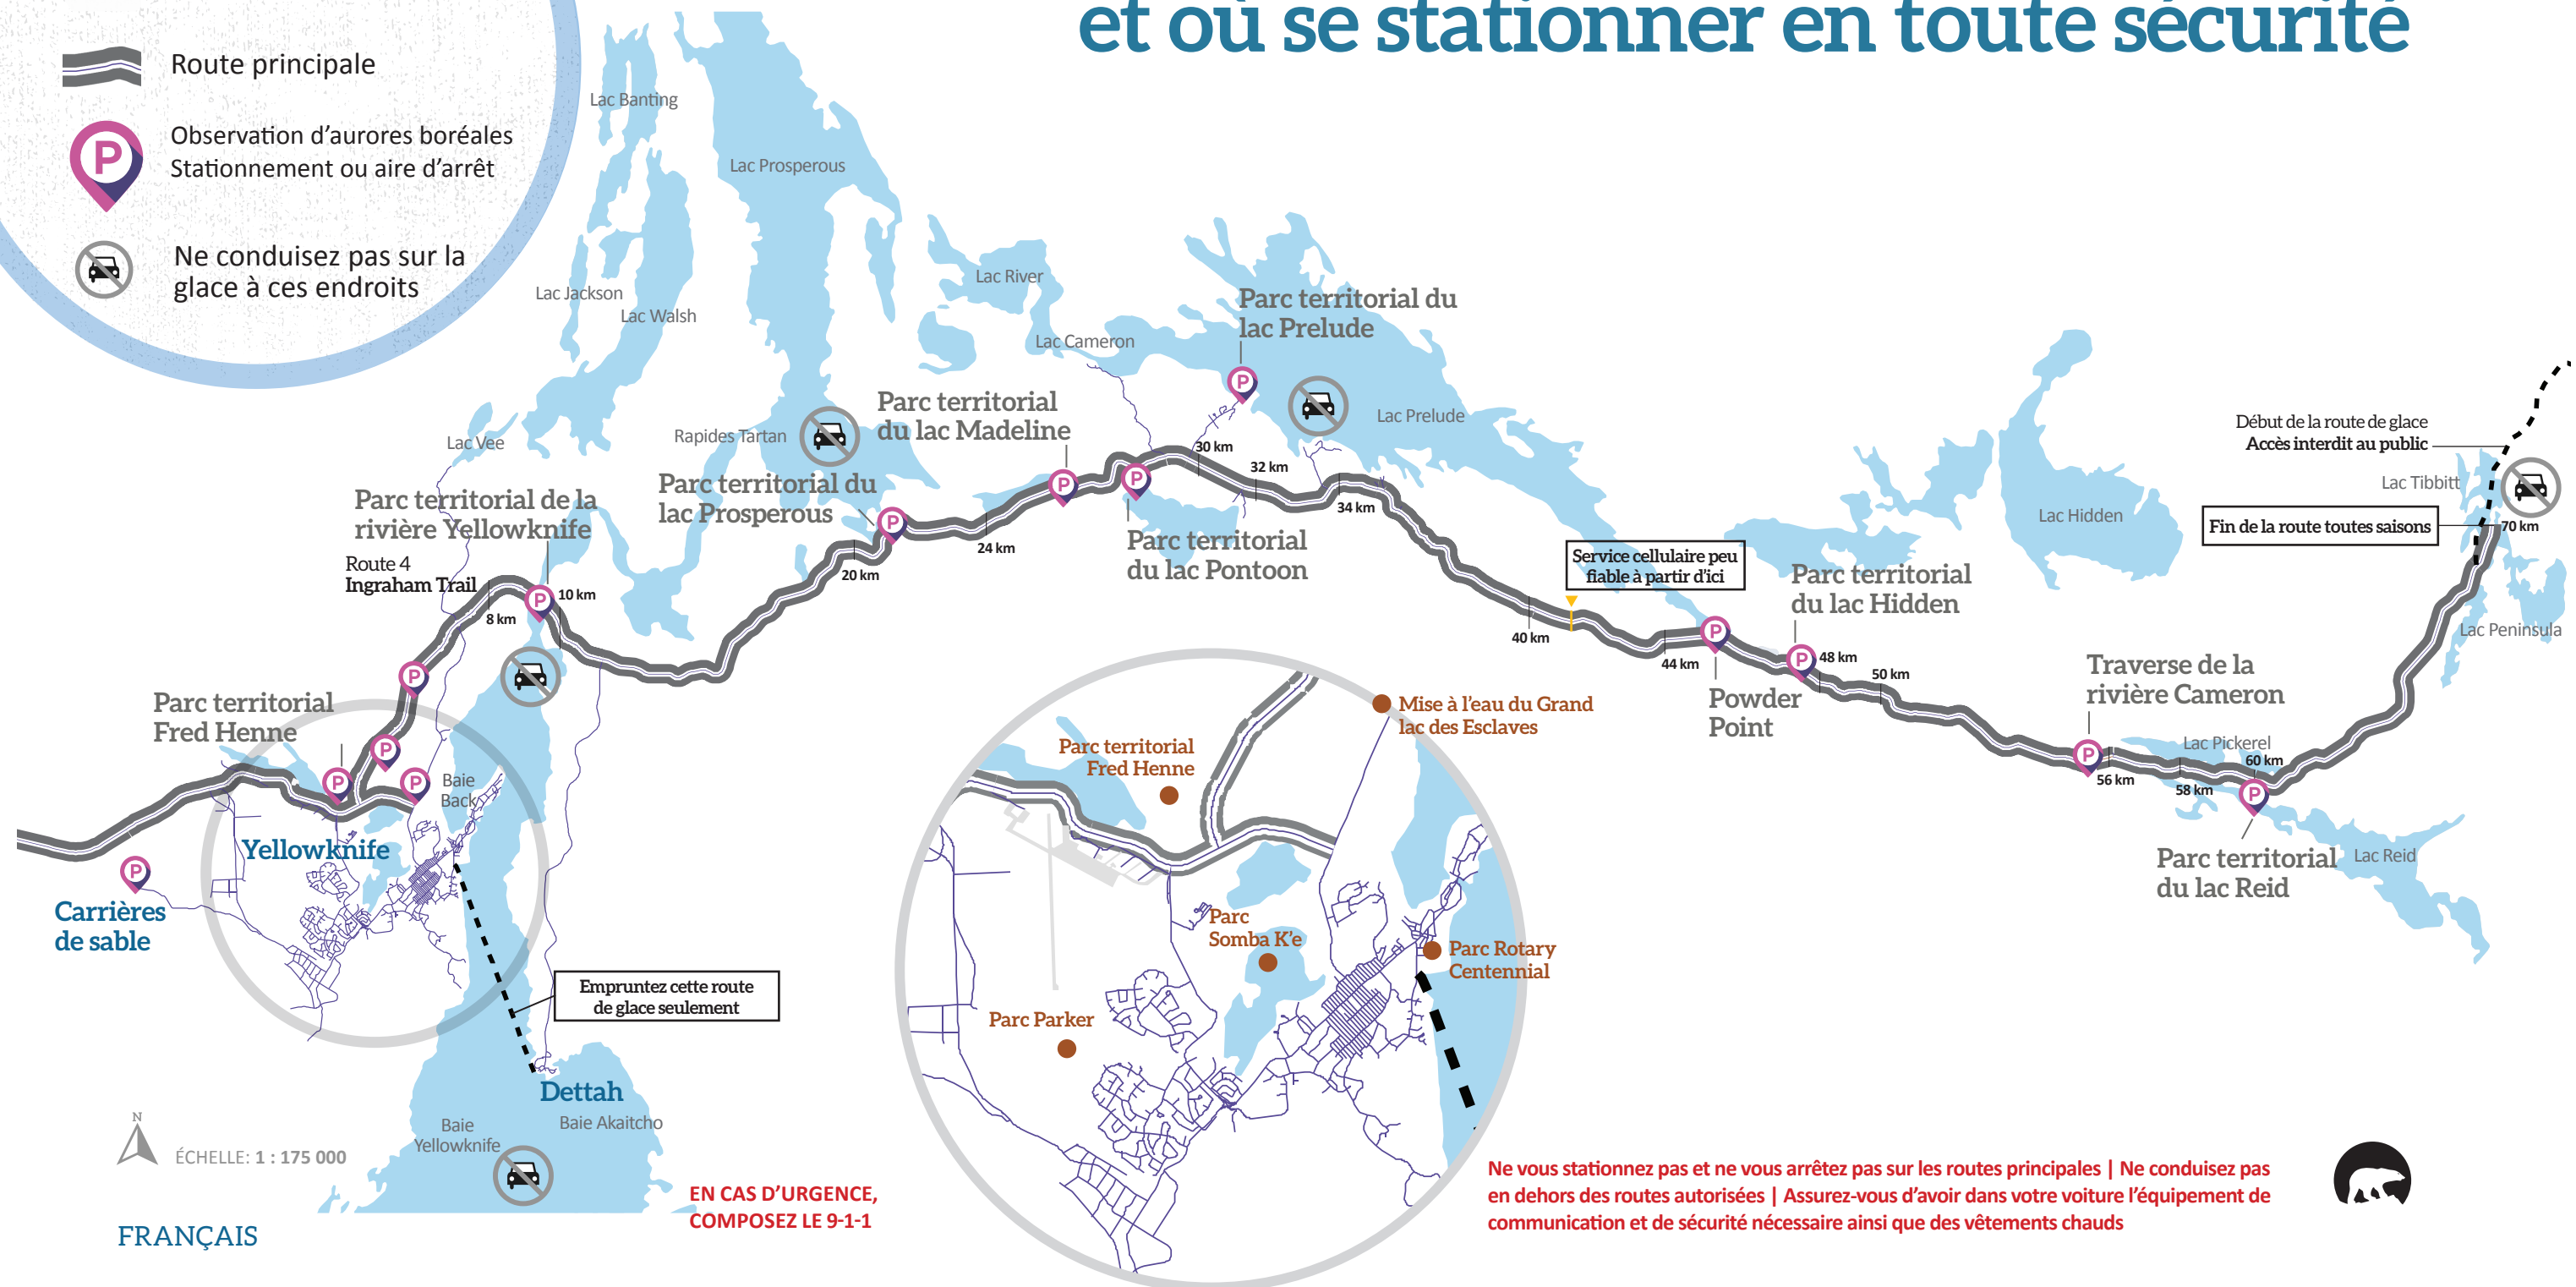 et où se stationner en toute sécurité
Route principale
P
Observation d’aurores boréales
Stationnement ou aire d’arrêt
Ne conduisez pas sur la
glace à ces endroits
Lac Banting
Lac Prosperous
Lac Jackson
Lac Walsh
Lac River
Lac Cameron
Parc territorial du
lac Prelude
P
Lac Prelude
Lac Vee
Rapides Tartan
Parc territorial
du lac Madeline
P
Parc territorial du
lac Prosperous
P
Parc territorial de la
rivière Yellowknife
P
Route 4
Ingraham Trail
8 km
10 km
20 km
24 km
30 km
32 km
34 km
P
Parc territorial
du lac Pontoon
40 km
Service cellulaire peu
fiable à partir d’ici
44 km
P
Powder
Point
Parc territorial
du lac Hidden
P
48 km
50 km
Lac Hidden
Début de la route de glace
Accès interdit au public
Lac Tibbitt
Fin de la route toutes saisons
70 km
Lac Peninsula
Traverse de la
rivière Cameron
P
56 km
58 km
Lac Pickerel
60 km
P
Parc territorial
du lac Reid
Lac Reid
Parc territorial
Fred Henne
P
P
P
P
Baie
Back
Yellowknife
P
Carrières
de sable
Empruntez cette route
de glace seulement
Dettah
Baie Akaitcho
Baie
Yellowknife
Mise à l’eau du Grand
lac des Esclaves
Parc territorial
Fred Henne
Parc
Somba K’e
Parc Rotary
Centennial
Parc Parker
N
ÉCHELLE: 1 : 175 000
FRANÇAIS
EN CAS D’URGENCE,
COMPOSEZ LE 9-1-1
Ne vous stationnez pas et ne vous arrêtez pas sur les routes principales | Ne conduisez pas
en dehors des routes autorisées | Assurez-vous d’avoir dans votre voiture l’équipement de
communication et de sécurité nécessaire ainsi que des vêtements chauds